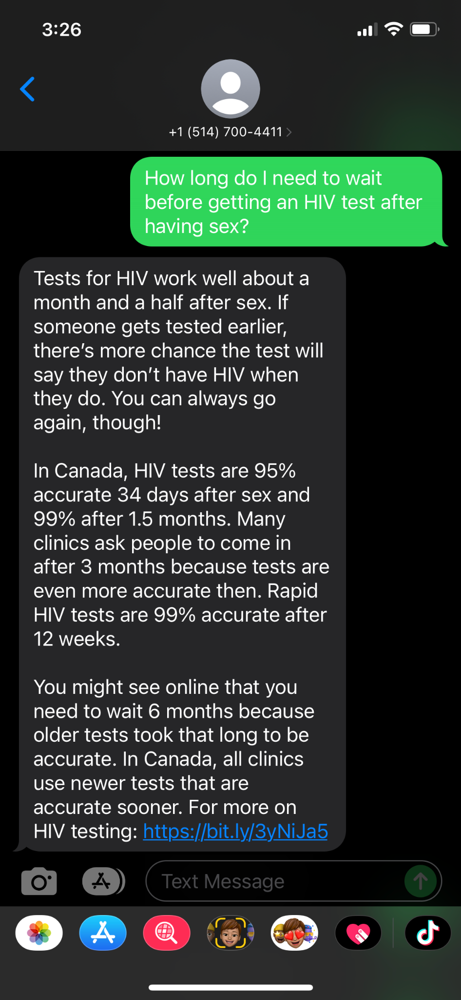 3:26
+1 (514) 700-4411
How long do I need to wait
before getting an HIV test after
having sex?
Tests for HIV work well about a
month and a half after sex. If
someone gets tested earlier,
there’s more chance the test will
say they don’t have HIV when
they do. You can always go
again, though!
In Canada, HIV tests are 95%
accurate 34 days after sex and
99% after 1.5 months. Many
clinics ask people to come in
after 3 months because tests are
even more accurate then. Rapid
HIV tests are 99% accurate after
12 weeks.
You might see online that you
need to wait 6 months because
older tests took that long to be
accurate. In Canada, all clinics
use newer tests that are
accurate sooner. For more on
HIV testing: https://bit.ly/3yNiJa5
Text Message